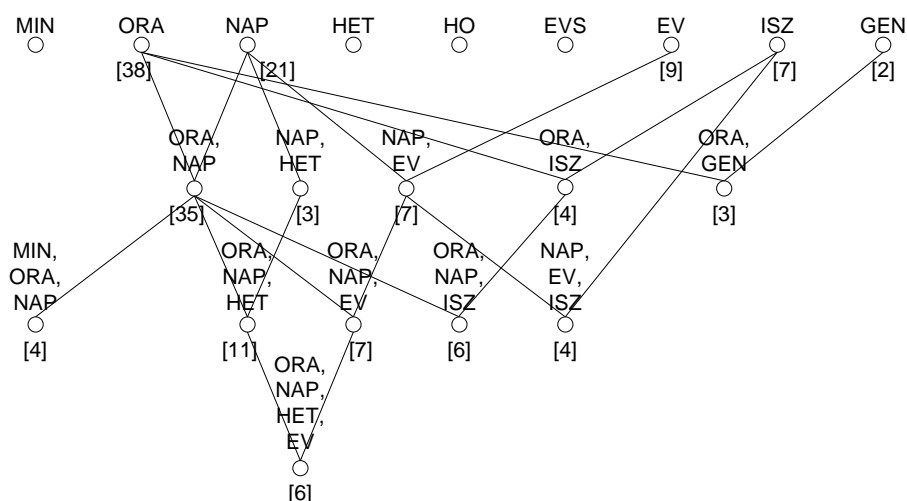 MIN ORA NAP HET HO EVS EV ISZ GEN
[38] [21] [9] [7] [2]
ORA, NAP, NAP, ORA, ORA,
NAP HET EV ISZ GEN
[35] [3] [7] [4] [3]
MIN, ORA, ORA, ORA, NAP,
ORA, NAP, NAP, NAP, EV,
NAP HET EV ISZ ISZ
[4] [11] [7] [6] [4]
ORA,
NAP,
HET,
EV
[6]